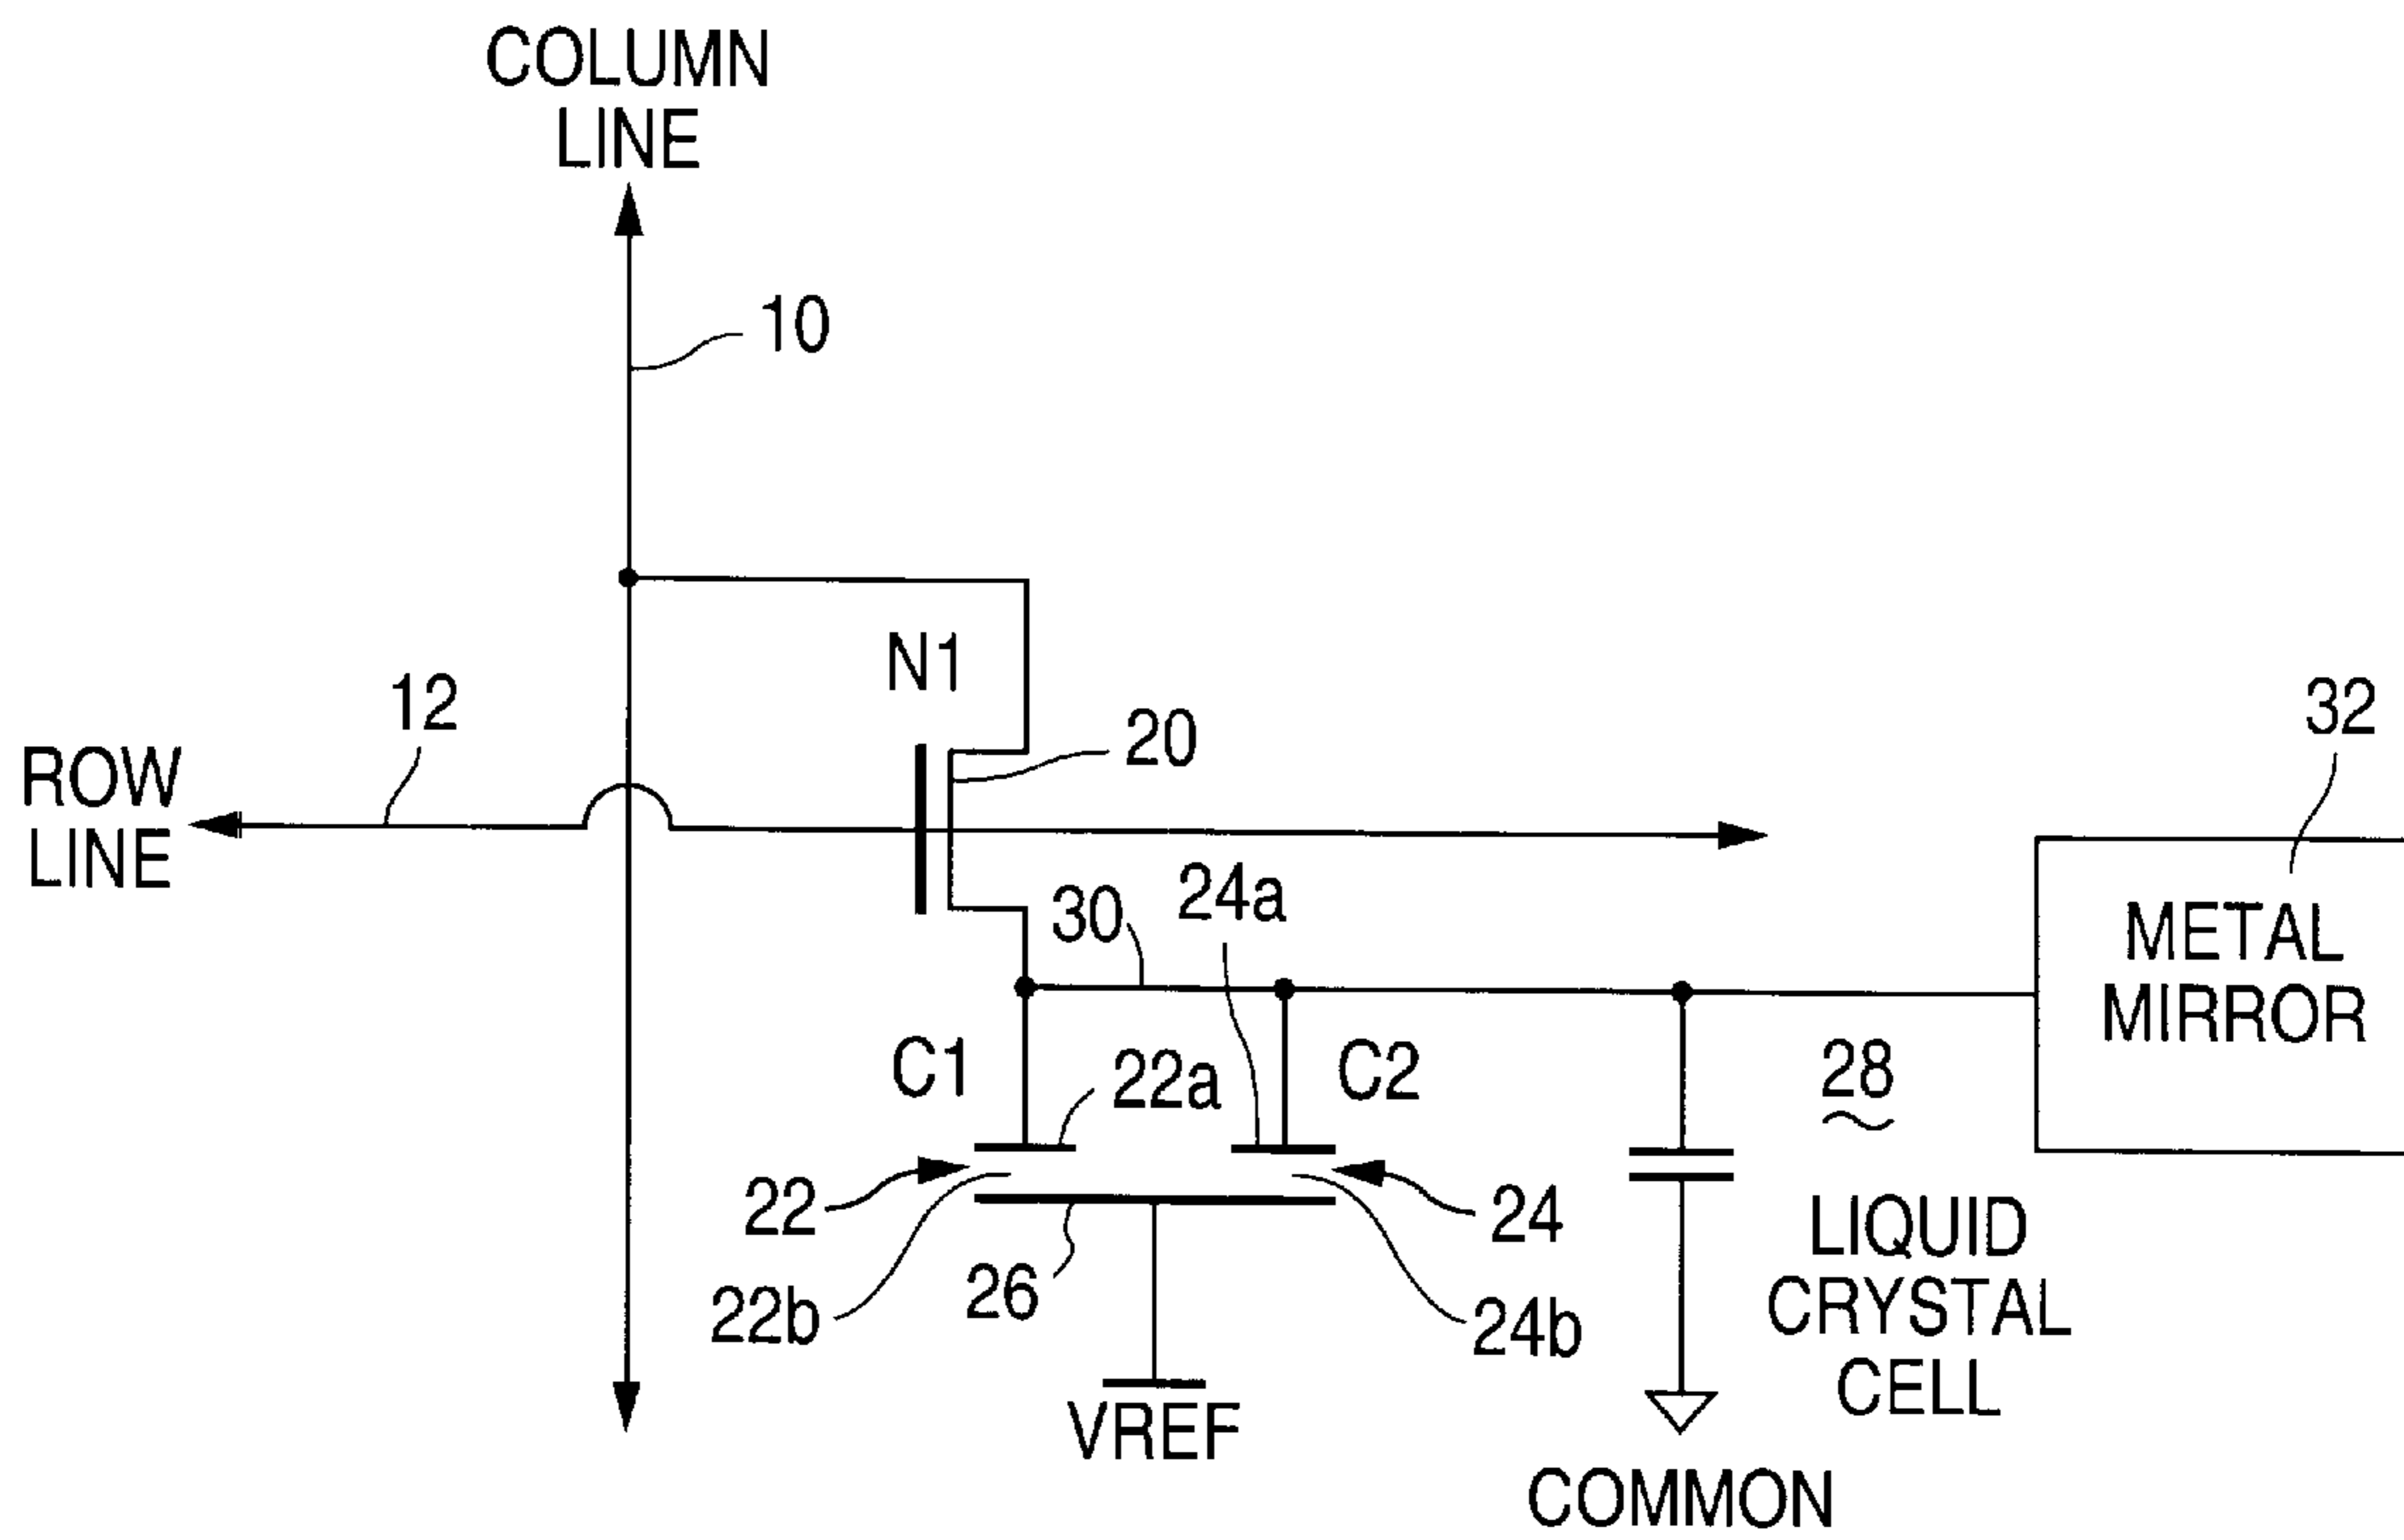 COLUMN
LINE
10
N1
12
20
32
ROW
LINE
30
24a
METAL
MIRROR
C1
22a
C2
28
22
24
26
22b
24b
LIQUID
CRYSTAL
CELL
VREF
COMMON